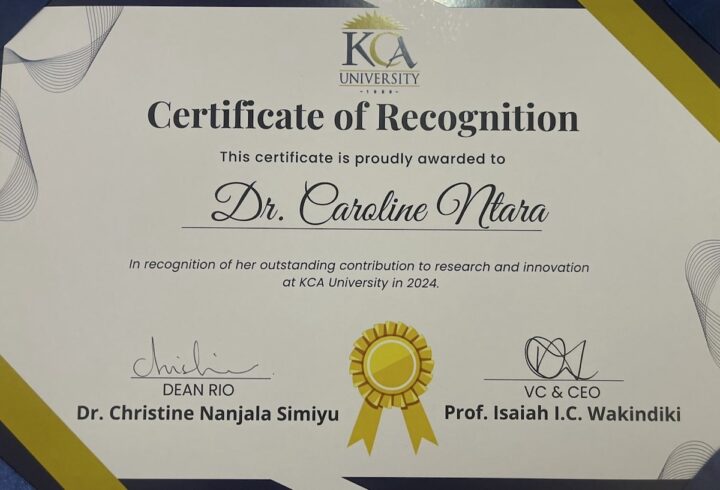 KCA
UNIVERSITY
- 1989 -
Certificate of Recognition
This certificate is proudly awarded to
Dr. Caroline Ntara
In recognition of her outstanding contribution to research and innovation
at KCA University in 2024.
DEAN RIO
Dr. Christine Nanjala Simiyu
VC & CEO
Prof. Isaiah I.C. Wakindiki